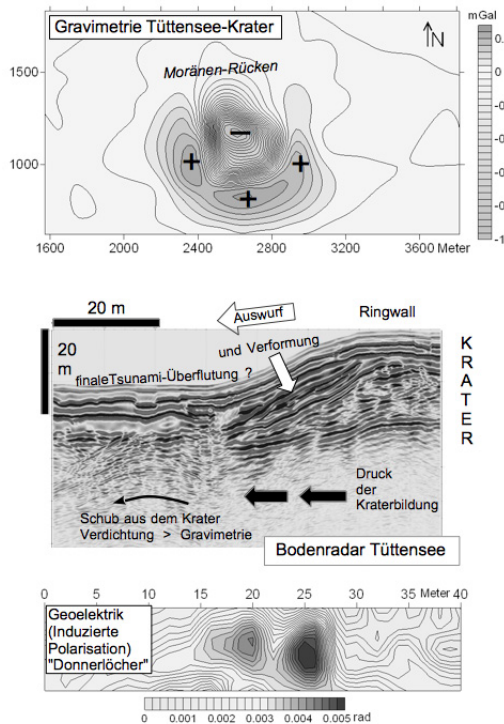 Gravimetrie Tüttensee-Krater
N
mGal
0.
Moränen-Rücken
1500
1000
–
+
+
+
-1
1600
2000
2400
2800
3200
3600 Meter
20 m
Auswurf
Ringwall
20
m
und Verformung
finaleTsunami-Überflutung ?
KRATER
Druck
der
Kraterbildung
Schub aus dem Krater
Verdichtung > Gravimetrie
Bodenradar Tüttensee
0
5
10
15
20
25
30
35 Meter 40
Geoelektrik
(Induzierte
Polarisation)
"Donnerlöcher"
0 0.001 0.002 0.003 0.004 0.005 rad